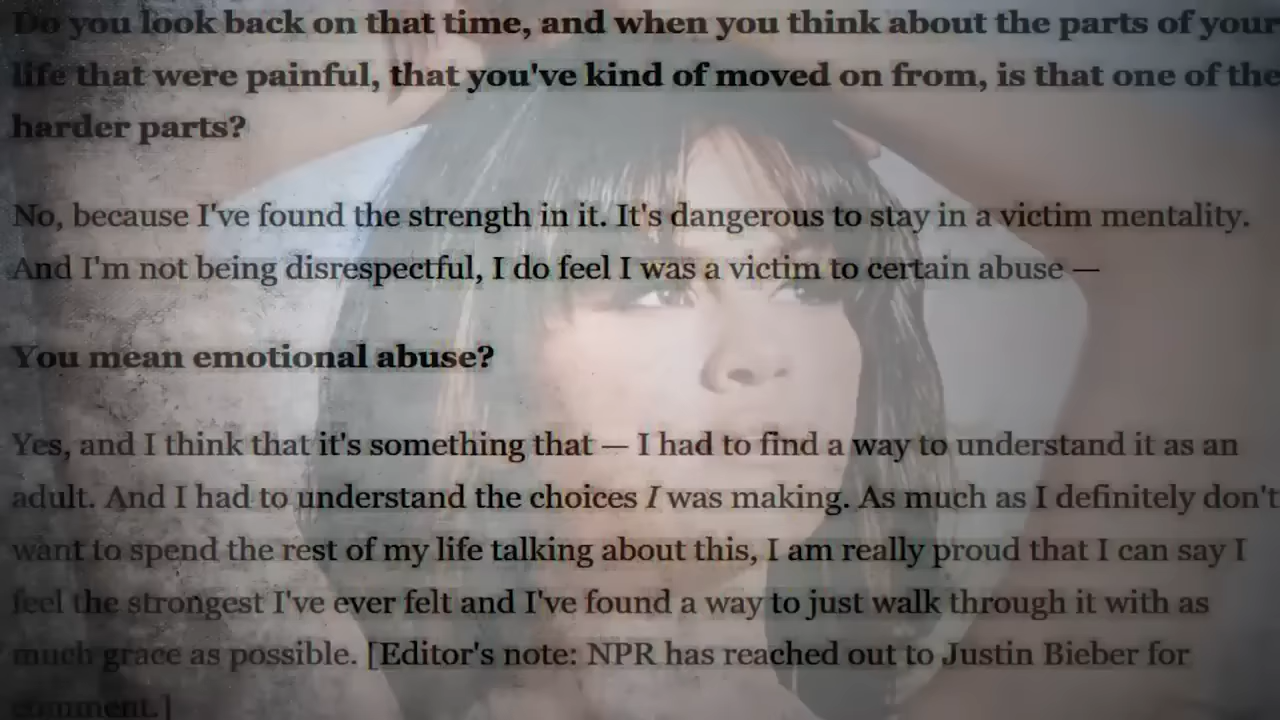 Do you look back on that time, and when you think about the parts of your
life that were painful, that you've kind of moved on from, is that one of the
harder parts?
No, because I've found the strength in it. It's dangerous to stay in a victim mentality.
And I'm not being disrespectful, I do feel I was a victim to certain abuse —
You mean emotional abuse?
Yes, and I think that it's something that — I had to find a way to understand it as an
adult. And I had to understand the choices I was making. As much as I definitely don't
want to spend the rest of my life talking about this, I am really proud that I can say I
feel the strongest I've ever felt and I've found a way to just walk through it with as
much grace as possible. [Editor's note: NPR has reached out to Justin Bieber for
comment.]